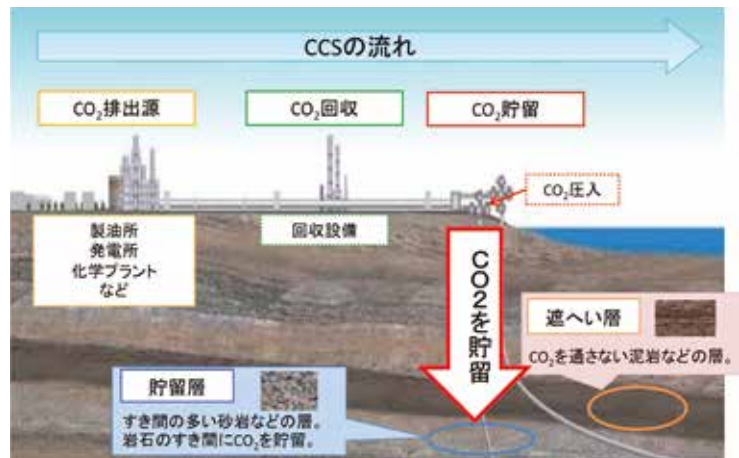 CCSの流れ
CO₂排出源
CO₂回収
CO₂貯留
CO₂圧入
製油所
発電所
化学プラント
など
回収設備
CO2を貯留
遮へい層
CO₂を通さない泥岩などの層。
貯留層
すき間の多い砂岩などの層。
岩石のすき間にCO₂を貯留。